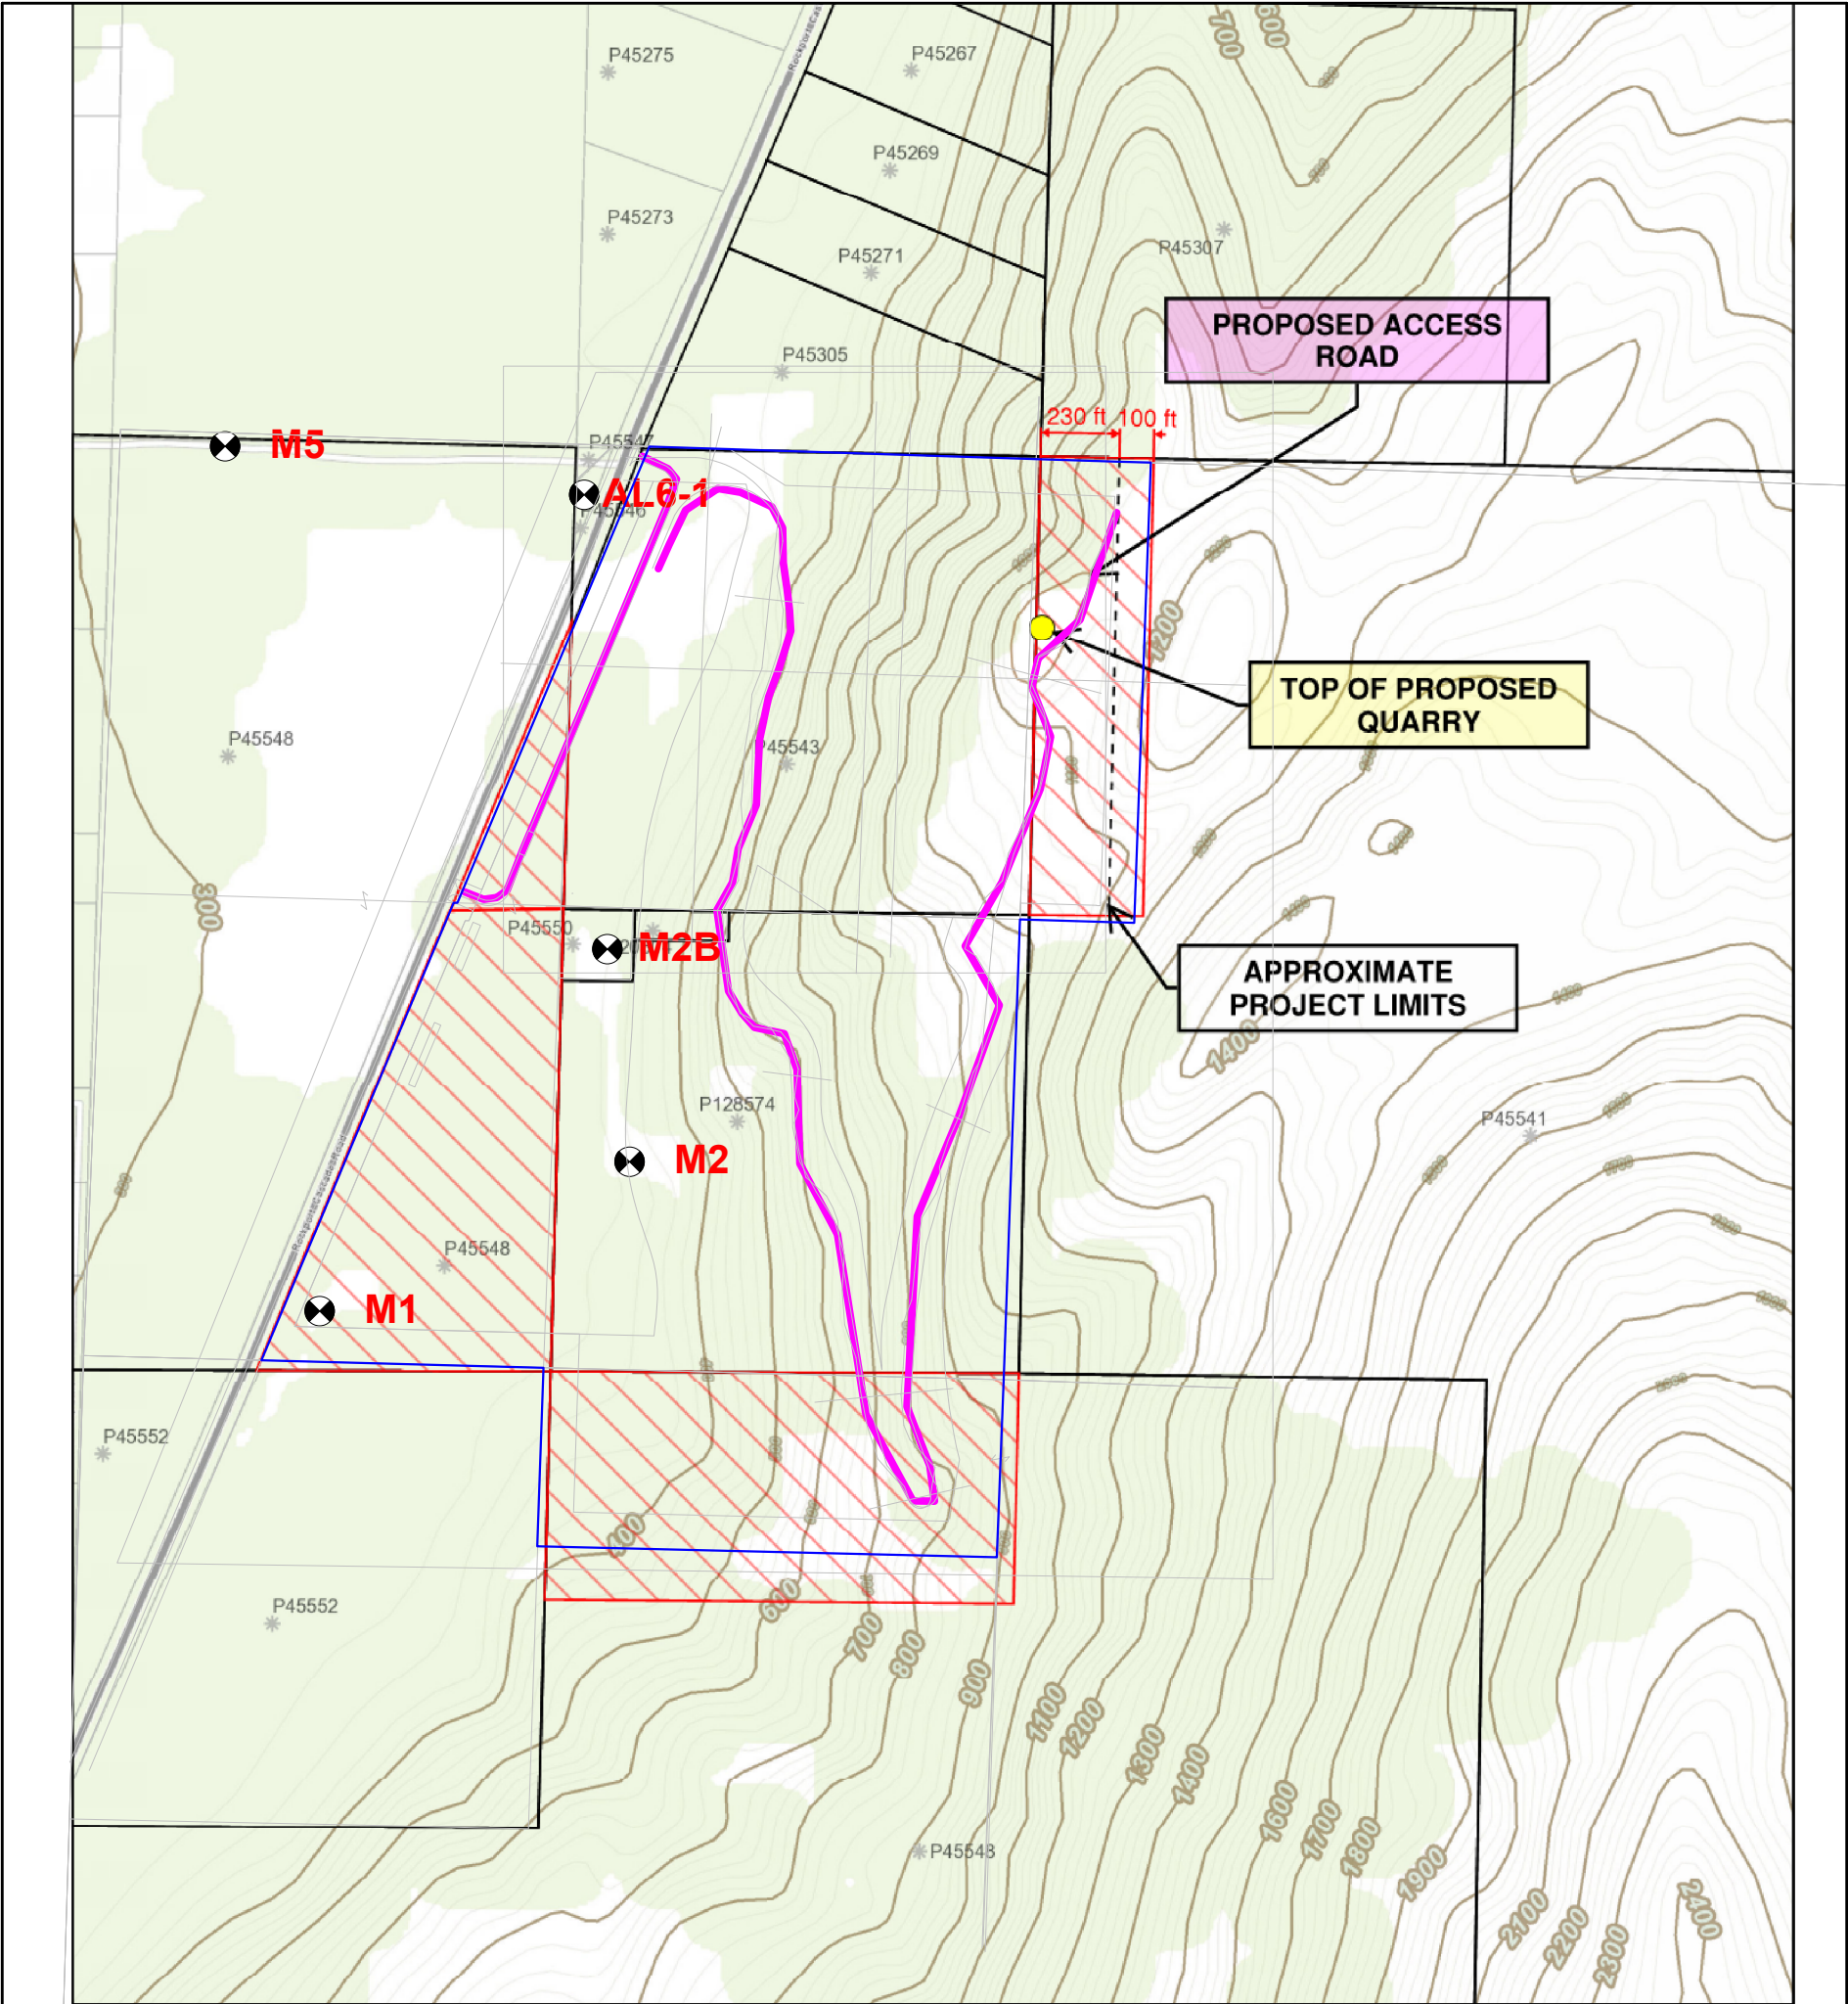 700
600
P45275
P45267
P45269
P45273
P45271
P45307
PROPOSED ACCESS
ROAD
P45305
230 ft 100 ft
P45547
M5
AL6-1
P45546
1200
TOP OF PROPOSED
QUARRY
P45548
P45543
300
P45550
M2B
APPROXIMATE
PROJECT LIMITS
1400
P128574
P45541
M2
RockportCascadesRoad
P45548
M1
P45552
400
600
P45552
700
800
900
1100
1200
1300
1400
1600
1700
1800
1900
2100
2200
2300
2400
P45543